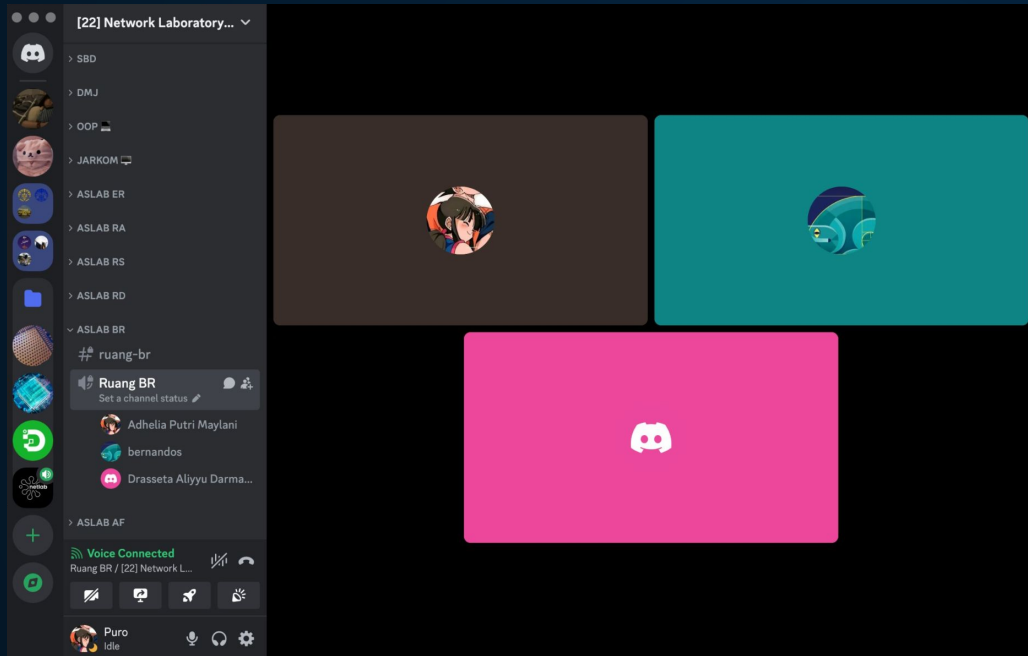 [22] Network Laboratory...
SBD
DMJ
OOP
JARKOM
ASLAB ER
ASLAB RA
ASLAB RS
ASLAB RD
ASLAB BR
ruang-br
Ruang BR
Set a channel status
Adhelia Putri Maylani
bernandos
Drasseta Aliyyu Darma...
ASLAB AF
Voice Connected
Ruang BR / [22] Network L...
Puro
Idle
netlab